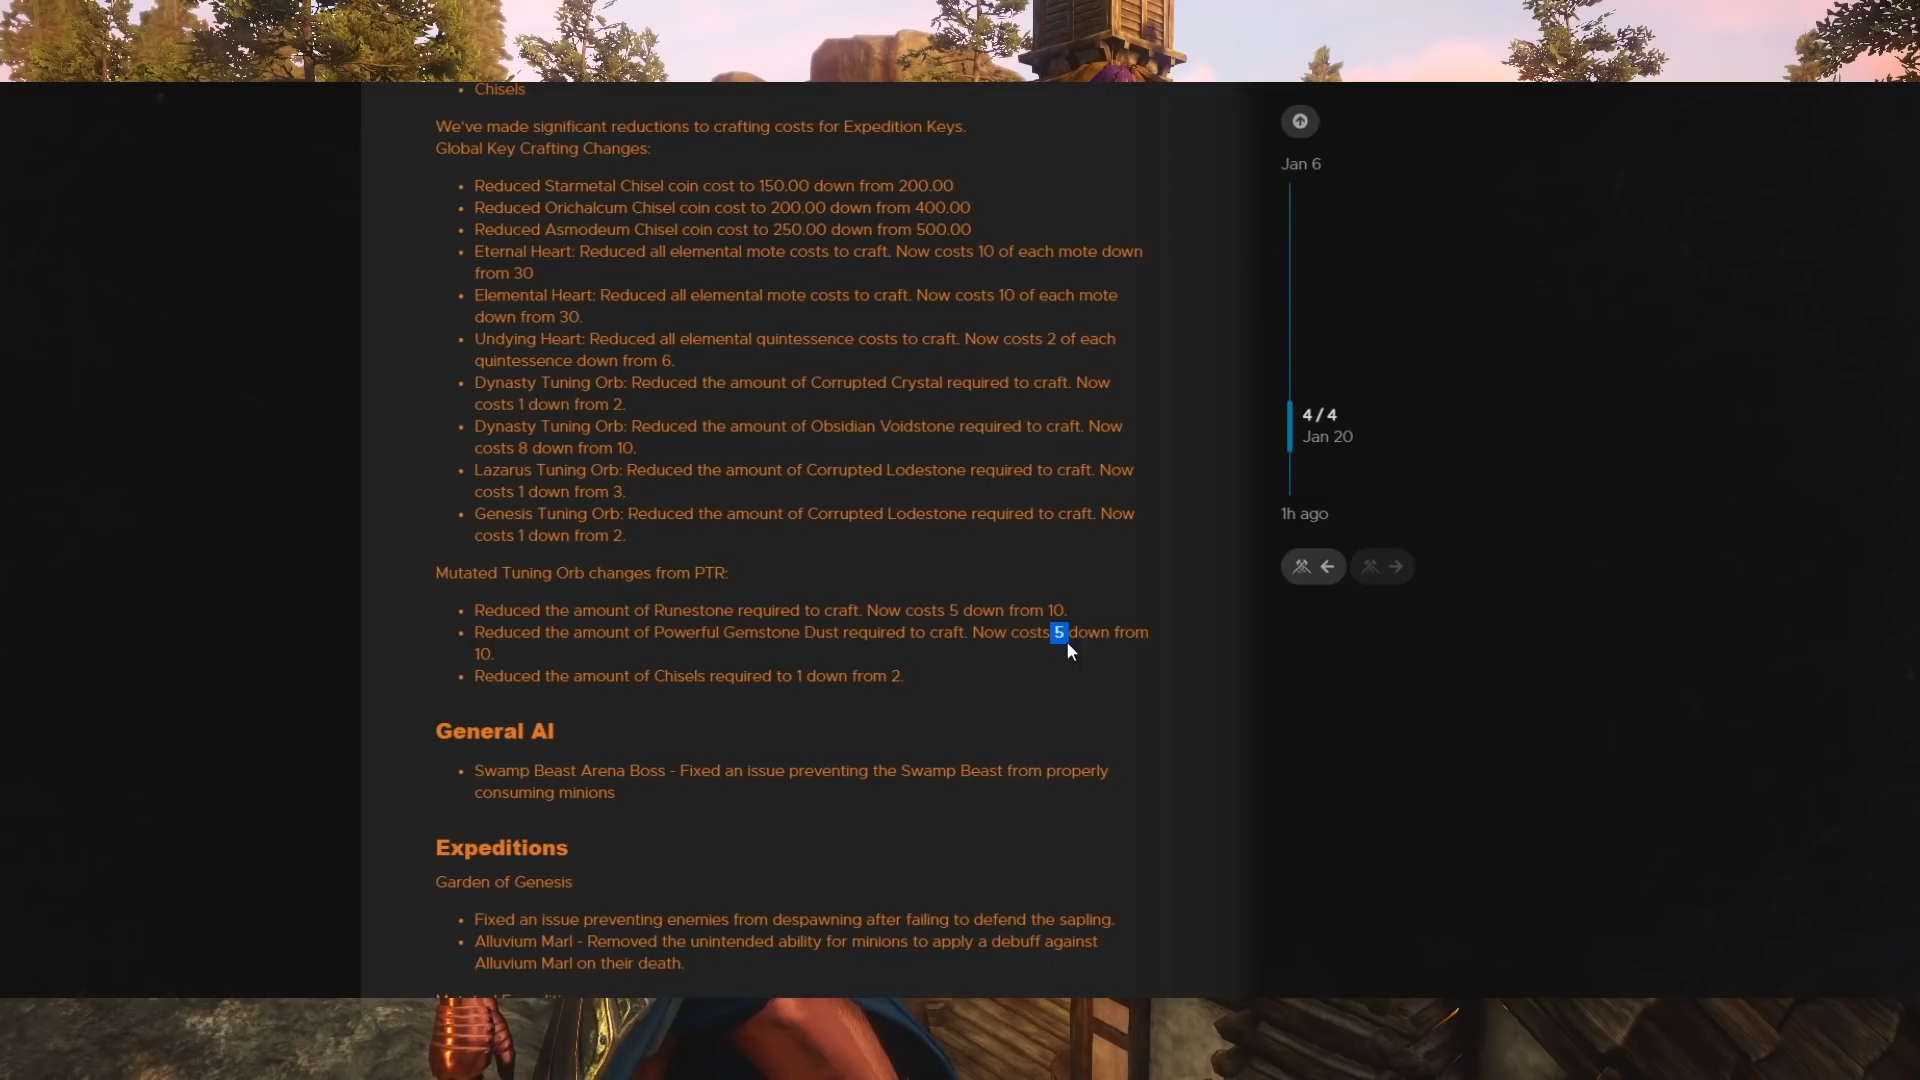 Chisels
We've made significant reductions to crafting costs for Expedition Keys.
Global Key Crafting Changes:
Reduced Starmetal Chisel coin cost to 150.00 down from 200.00
Reduced Orichalcum Chisel coin cost to 200.00 down from 400.00
Reduced Asmodeum Chisel coin cost to 250.00 down from 500.00
Eternal Heart: Reduced all elemental mote costs to craft. Now costs 10 of each mote down
from 30
Elemental Heart: Reduced all elemental mote costs to craft. Now costs 10 of each mote
down from 30.
Undying Heart: Reduced all elemental quintessence costs to craft. Now costs 2 of each
quintessence down from 6.
Dynasty Tuning Orb: Reduced the amount of Corrupted Crystal required to craft. Now
costs 1 down from 2.
Dynasty Tuning Orb: Reduced the amount of Obsidian Voidstone required to craft. Now
costs 8 down from 10.
Lazarus Tuning Orb: Reduced the amount of Corrupted Lodestone required to craft. Now
costs 1 down from 3.
Genesis Tuning Orb: Reduced the amount of Corrupted Lodestone required to craft. Now
costs 1 down from 2.
Mutated Tuning Orb changes from PTR:
Reduced the amount of Runestone required to craft. Now costs 5 down from 10.
Reduced the amount of Powerful Gemstone Dust required to craft. Now costs 5 down from
10.
Reduced the amount of Chisels required to 1 down from 2.
General AI
Swamp Beast Arena Boss - Fixed an issue preventing the Swamp Beast from properly
consuming minions
Expeditions
Garden of Genesis
Fixed an issue preventing enemies from despawning after failing to defend the sapling.
Alluvium Marl - Removed the unintended ability for minions to apply a debuff against
Alluvium Marl on their death.
Jan 6
4 / 4
Jan 20
1h ago